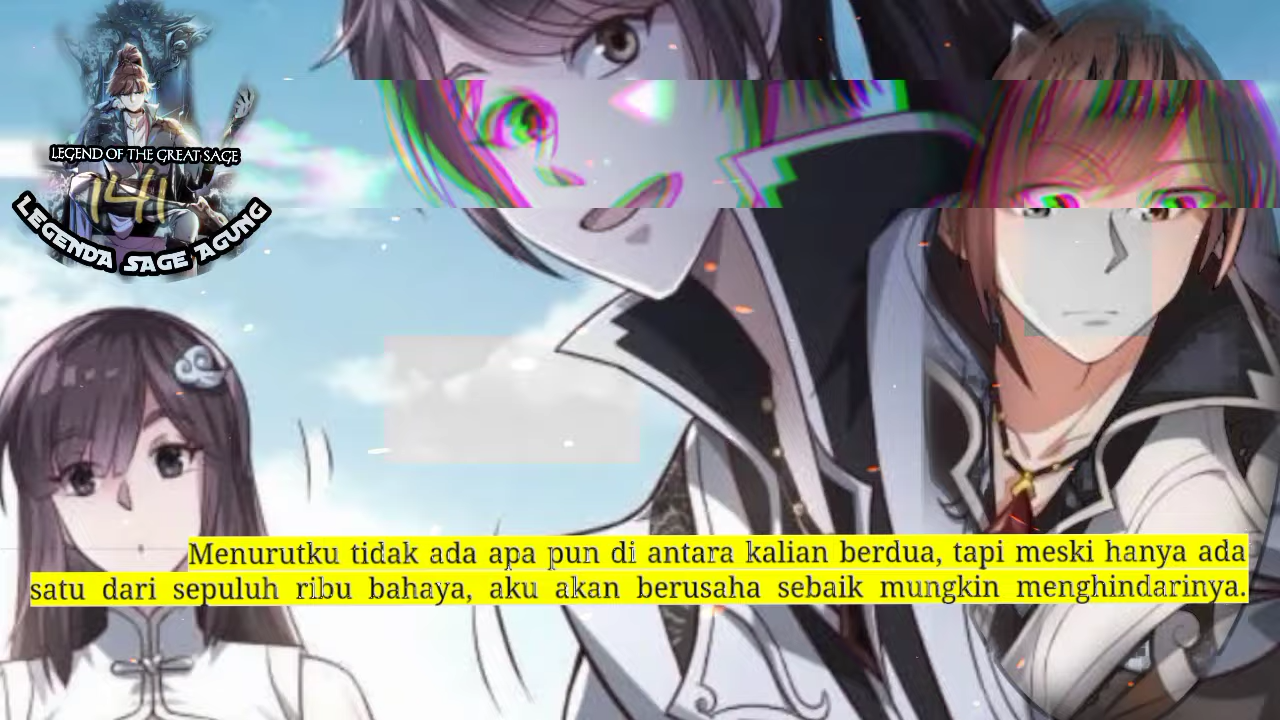 LEGEND OF THE GREAT SAGE
141
LEGENDA SAGE AGUNG
Menurutku tidak ada apa pun di antara kalian berdua, tapi meski hanya ada
satu dari sepuluh ribu bahaya, aku akan berusaha sebaik mungkin menghindarinya.